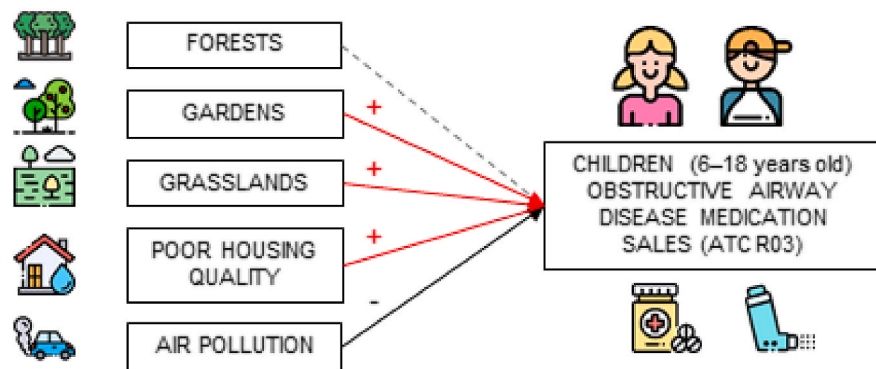 FORESTS
GARDENS
+
GRASSLANDS
+
POOR HOUSING
QUALITY
+
AIR POLLUTION
-
CHILDREN (6–18 years old)
OBSTRUCTIVE AIRWAY
DISEASE MEDICATION
SALES (ATC R03)